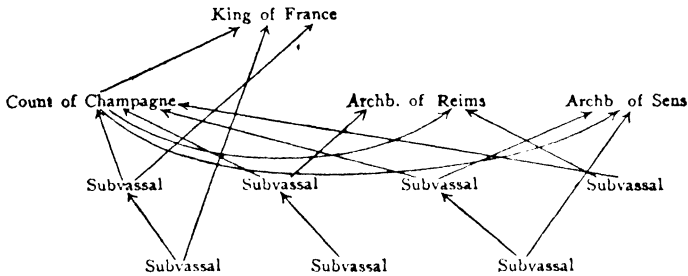 King of France
Count of Champagne Archb. of Reims Archb of Sens
Subvassal Subvassal Subvassal Subvassal
Subvassal Subvassal Subvassal